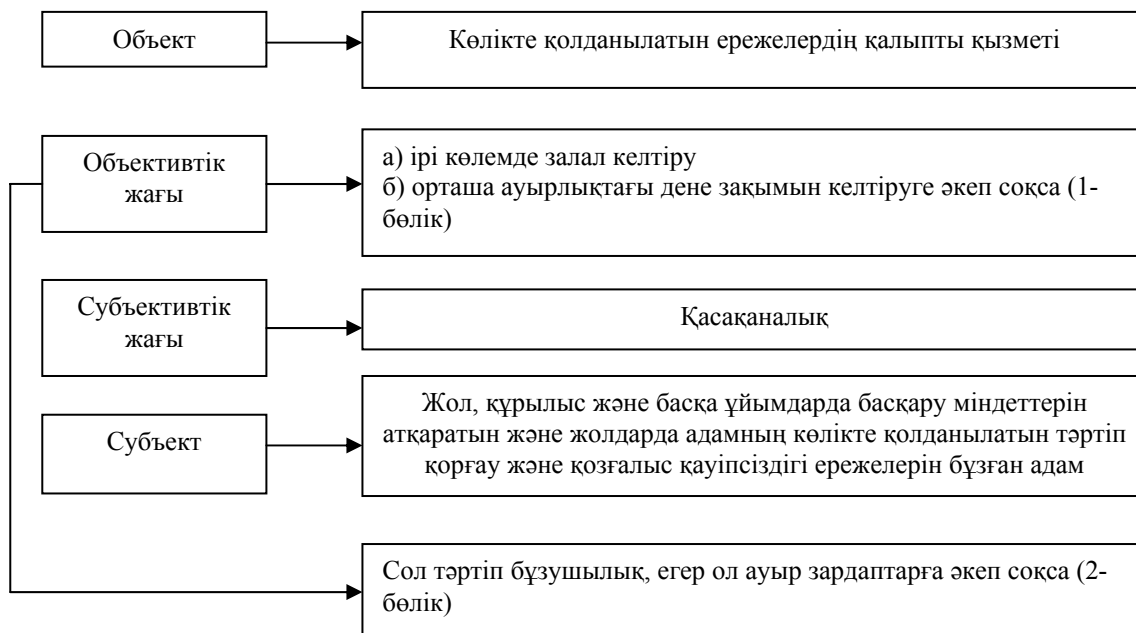 Объект
Көлікте қолданылатын ережелердің қалыпты қызметі
Объективтік
жағы
а) ірі көлемде залал келтіру
б) орташа ауырлықтағы дене зақымын келтіруге әкеп соқса (1-
бөлік)
Субъективтік
жағы
Қасақаналық
Субъект
Жол, құрылыс және басқа ұйымдарда басқару міндеттерін
атқаратын және жолдарда адамның көлікте қолданылатын тәртіп
қорғау және қозғалыс қауіпсіздігі ережелерін бұзған адам
Сол тәртіп бұзушылық, егер ол ауыр зардаптарға әкеп соқса (2-
бөлік)